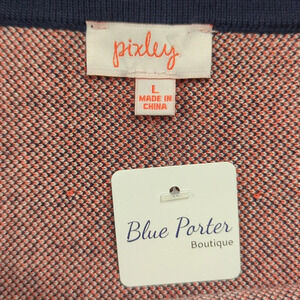 pixley
L
MADE IN
CHINA
Blue Porter
Boutique